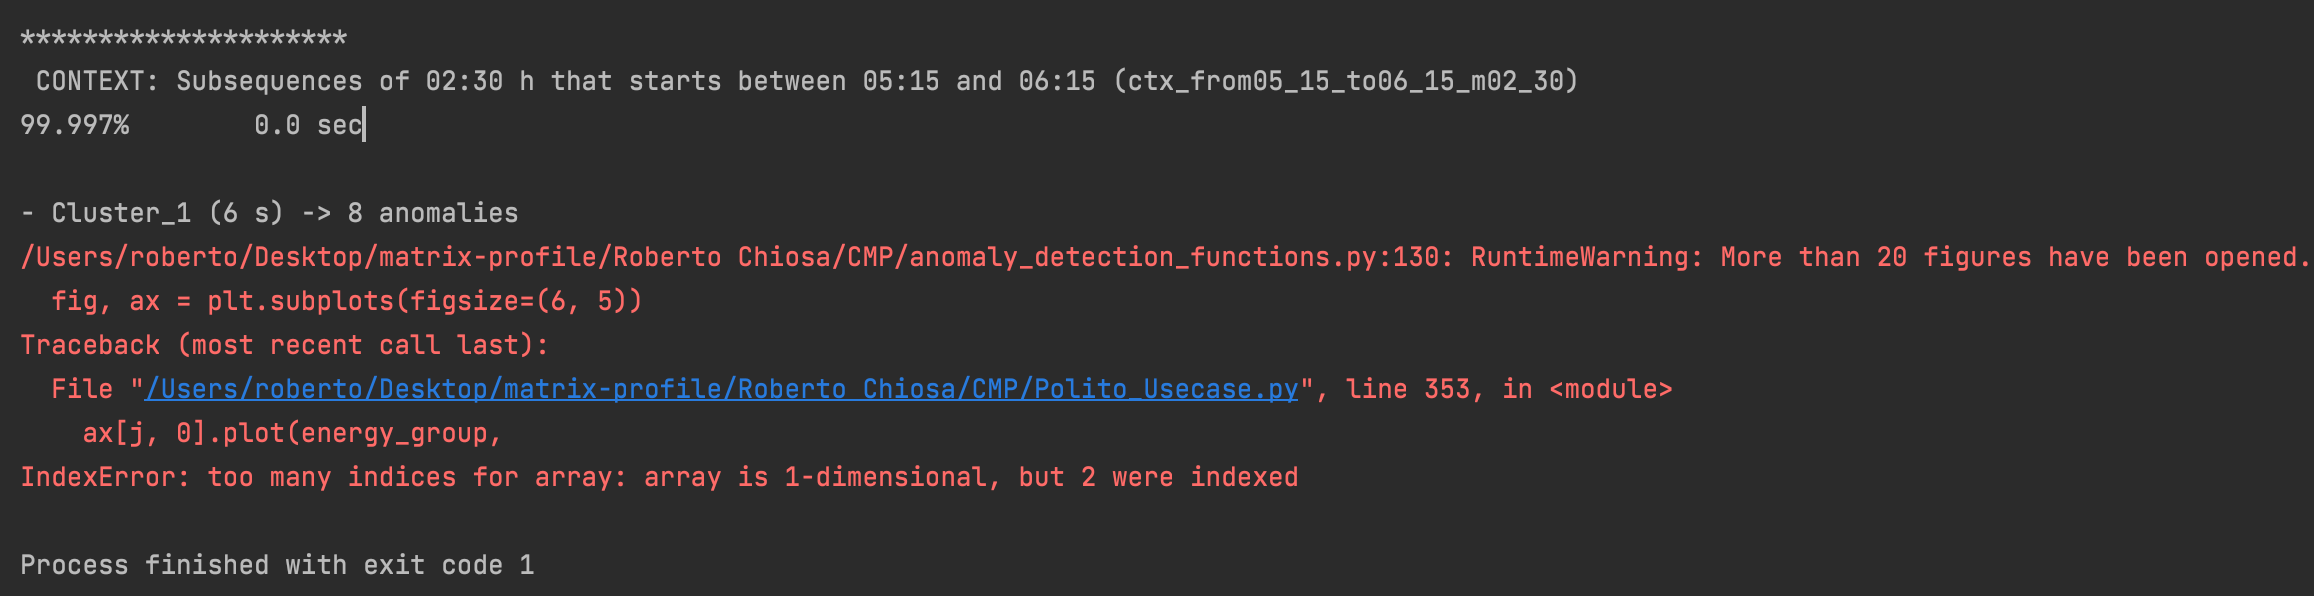 *********************
CONTEXT: Subsequences of 02:30 h that starts between 05:15 and 06:15 (ctx_from05_15_to06_15_m02_30)
99.997%        0.0 sec
- Cluster_1 (6 s) -> 8 anomalies
/Users/roberto/Desktop/matrix-profile/Roberto Chiosa/CMP/anomaly_detection_functions.py:130: RuntimeWarning: More than 20 figures have been opened.
  fig, ax = plt.subplots(figsize=(6, 5))
Traceback (most recent call last):
  File "/Users/roberto/Desktop/matrix-profile/Roberto Chiosa/CMP/Polito_Usecase.py", line 353, in <module>
    ax[j, 0].plot(energy_group,
IndexError: too many indices for array: array is 1-dimensional, but 2 were indexed
Process finished with exit code 1